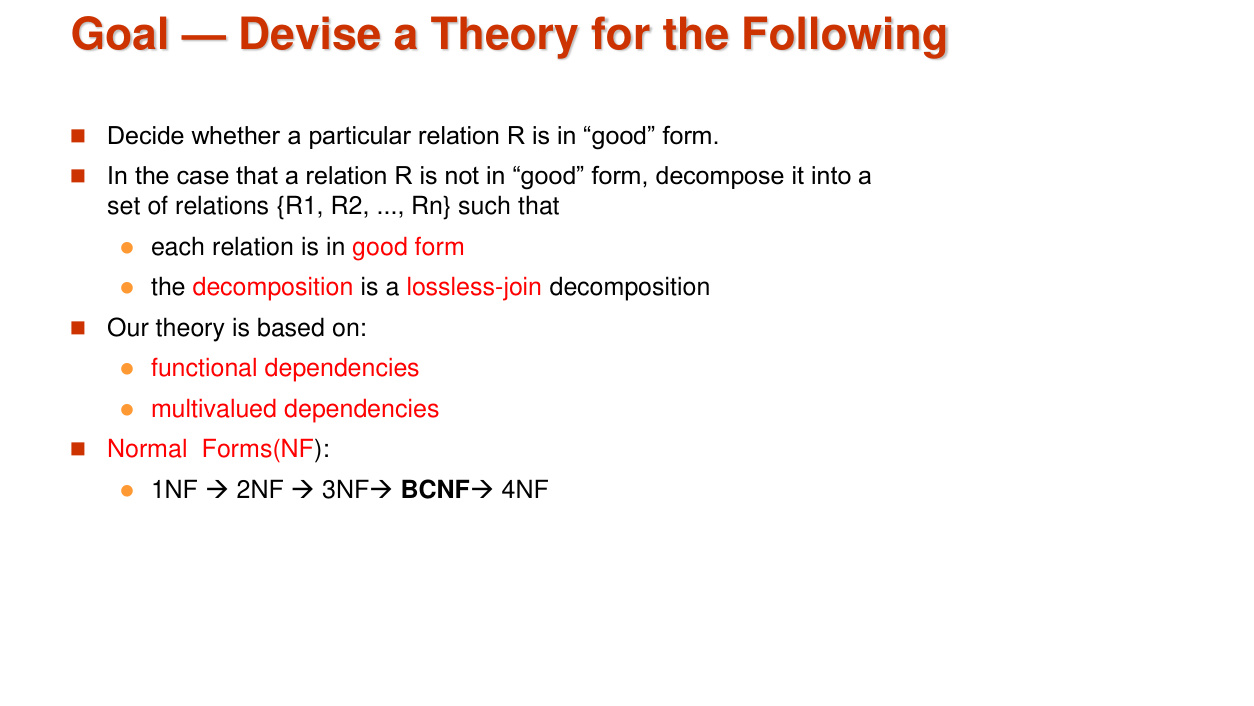 Goal — Devise a Theory for the Following
Decide whether a particular relation R is in “good” form.
In the case that a relation R is not in “good” form, decompose it into a
set of relations {R1, R2, ..., Rn} such that
each relation is in good form
the decomposition is a lossless-join decomposition
Our theory is based on:
functional dependencies
multivalued dependencies
Normal  Forms(NF):
1NF → 2NF → 3NF→ BCNF→ 4NF